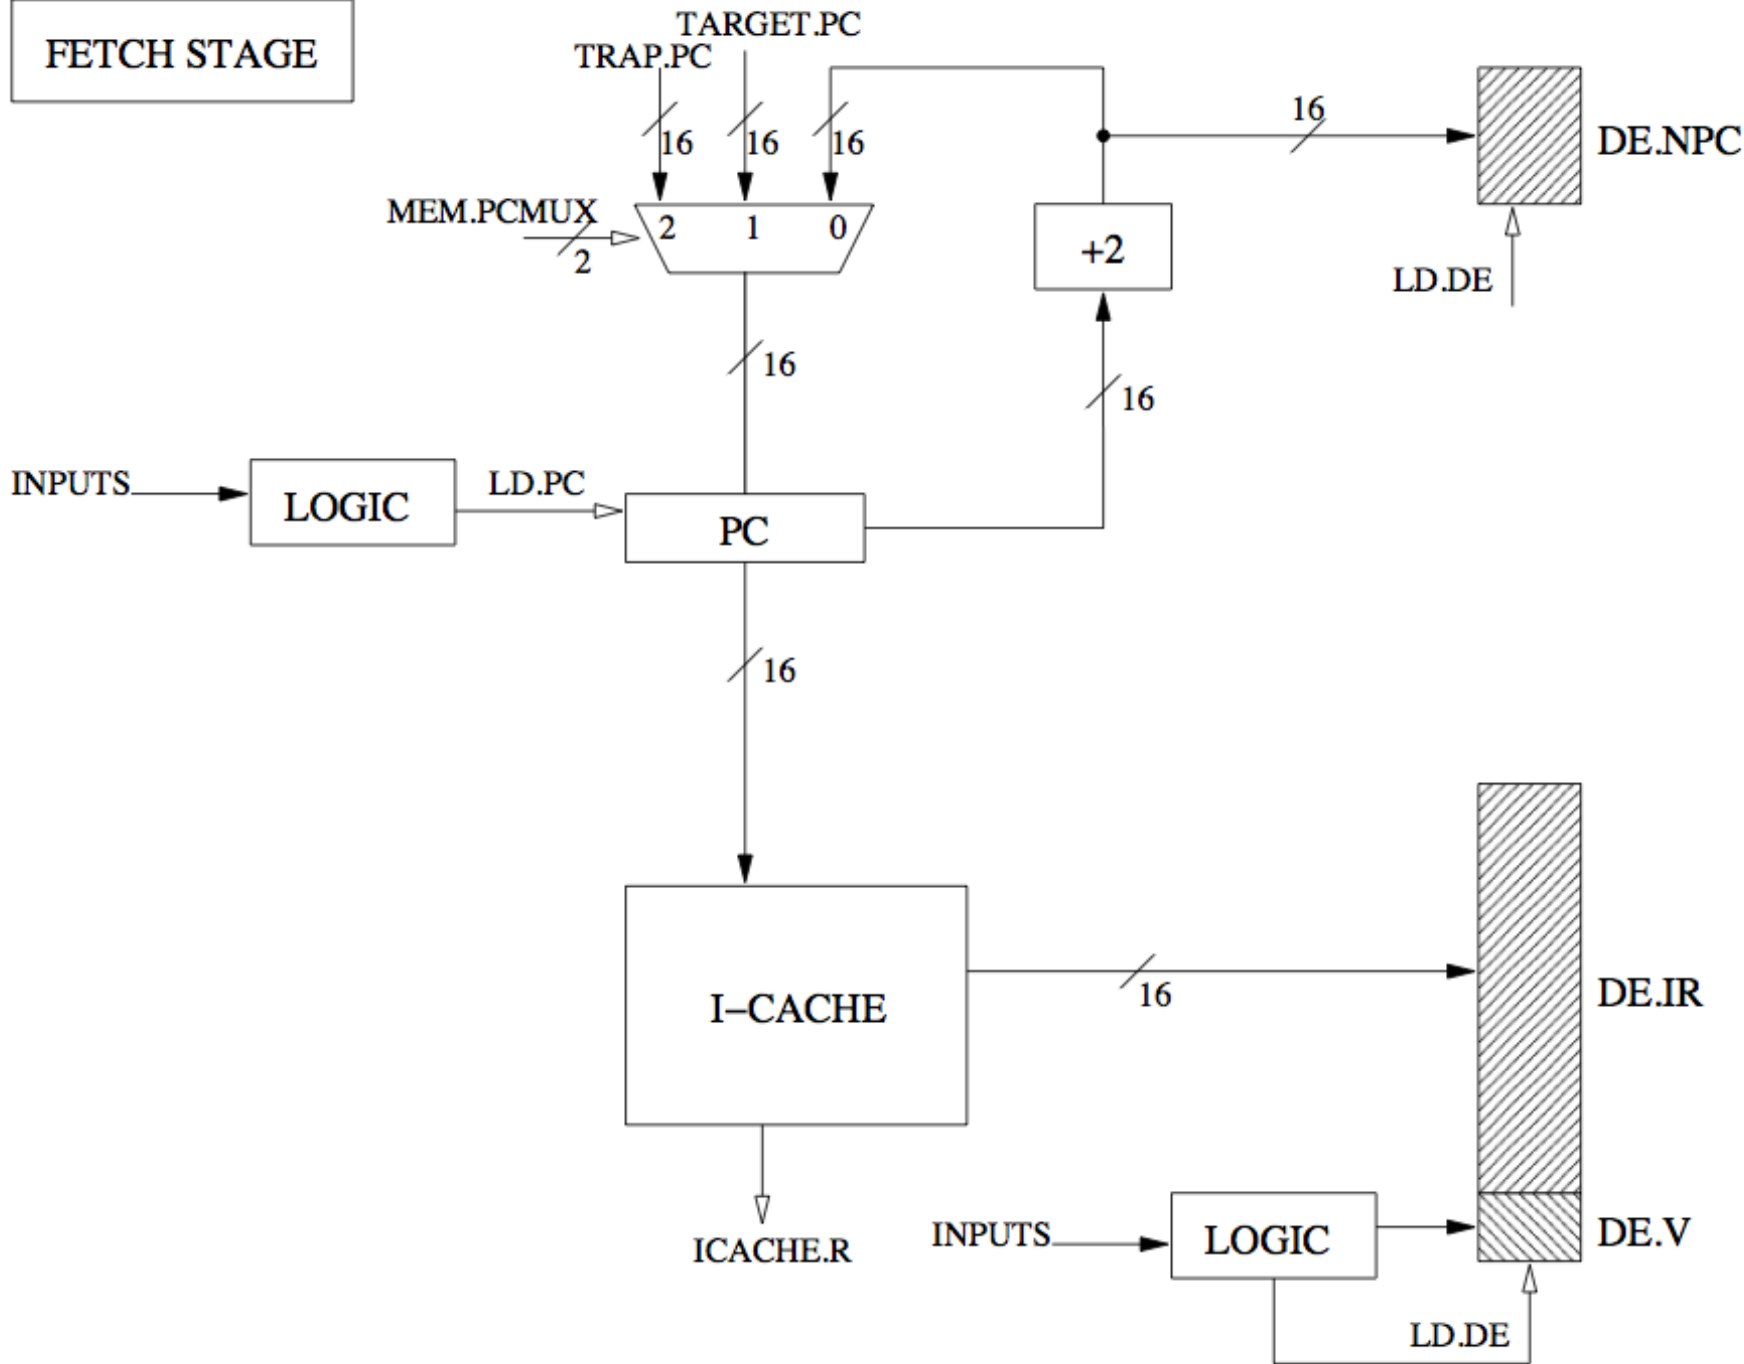 FETCH STAGE
TARGET.PC
TRAP.PC
16
16
16
16
DE.NPC
MEM.PCMUX
2
2
1
0
+2
LD.DE
16
16
INPUTS
LOGIC
LD.PC
PC
16
I–CACHE
16
DE.IR
ICACHE.R
INPUTS
LOGIC
DE.V
LD.DE